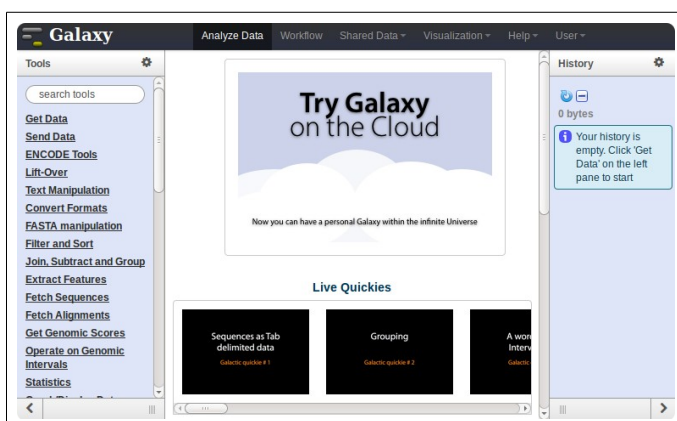 Galaxy
Analyze Data Workflow Shared Data Visualization Help User
Tools
search tools
Get Data
Send Data
ENCODE Tools
Lift-Over
Text Manipulation
Convert Formats
FASTA manipulation
Filter and Sort
Join, Subtract and Group
Extract Features
Fetch Sequences
Fetch Alignments
Get Genomic Scores
Operate on Genomic
Intervals
Statistics
Try Galaxy
on the Cloud
Now you can have a personal Galaxy within the infinite Universe
Live Quickies
Sequences as Tab
delimited data
Galactic quickie # 1
Grouping
Galactic quickie # 2
History
0 bytes
Your history is
empty. Click 'Get
Data' on the left
pane to start